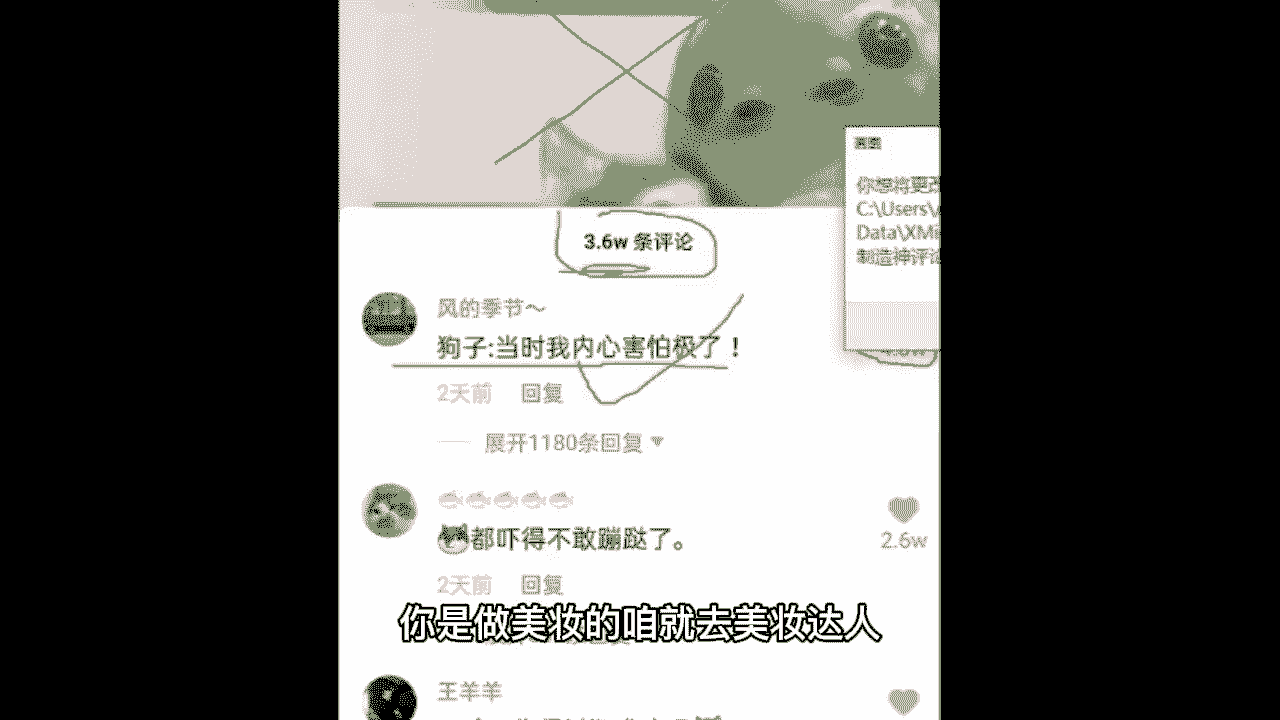 3.6w 条评论
你想将更改
C:\Users\
Data\XMi
制造神评论
风的季节～
狗子:当时我内心害怕极了！
2天前 回复
展开1180条回复
都吓得不敢蹦跶了。
2.6w
2天前 回复
你是做美妆的咱就去美妆达人
王羊羊